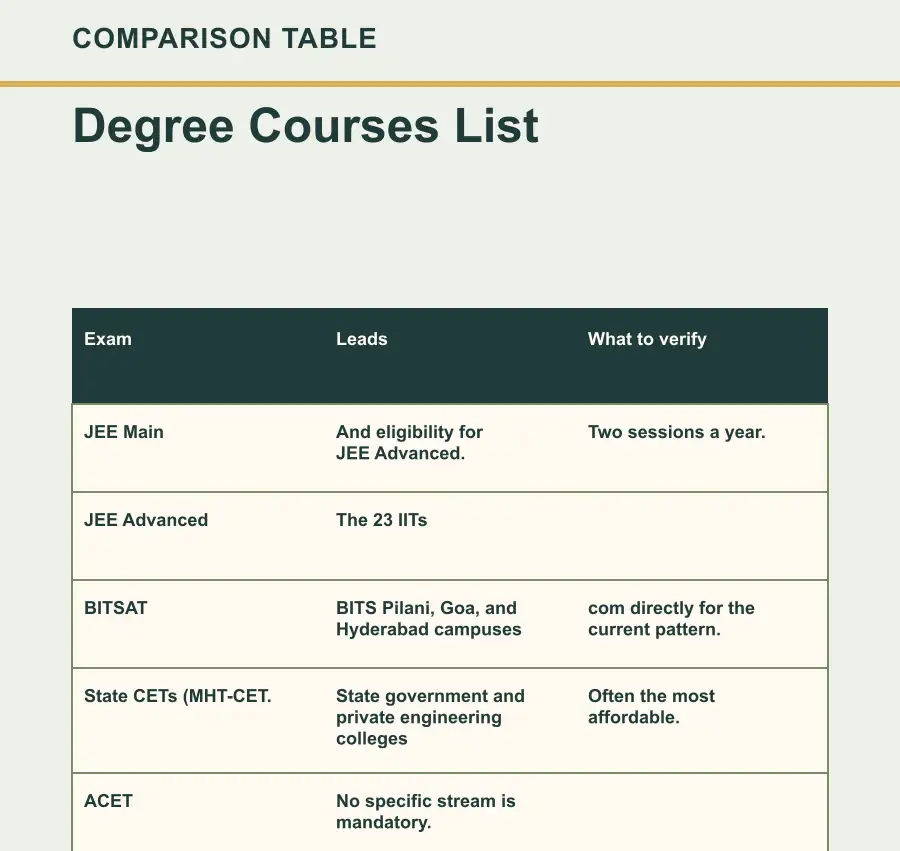 COMPARISON TABLE
Degree Courses List
Exam
Leads
What to verify
JEE Main
And eligibility for
JEE Advanced.
Two sessions a year.
JEE Advanced
The 23 IITs
BITSAT
BITS Pilani, Goa, and
Hyderabad campuses
com directly for the
current pattern.
State CETs (MHT-CET.
State government and
private engineering
colleges
Often the most
affordable.
ACET
No specific stream is
mandatory.